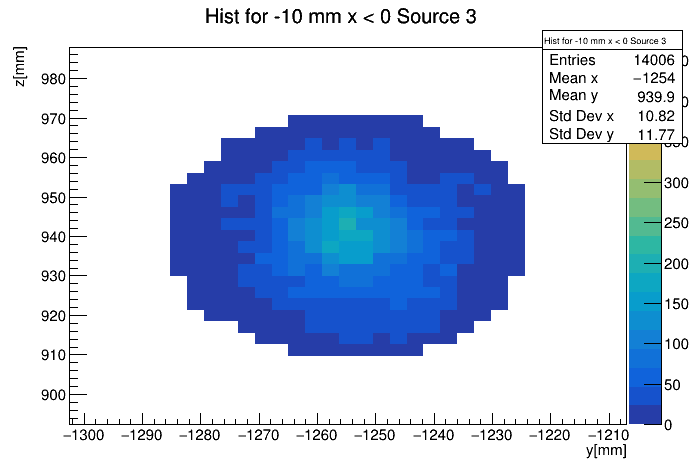 Hist for -10 mm x < 0 Source 3
Hist for -10 mm x < 0 Source 3
Entries 14006
Mean x −1254
Mean y 939.9
Std Dev x 10.82
Std Dev y 11.77
z[mm]
980
970
960
950
940
930
920
910
900
−1300 −1290 −1280 −1270 −1260 −1250 −1240 −1230 −1220 −1210
y[mm]
300
250
200
150
100
50
0